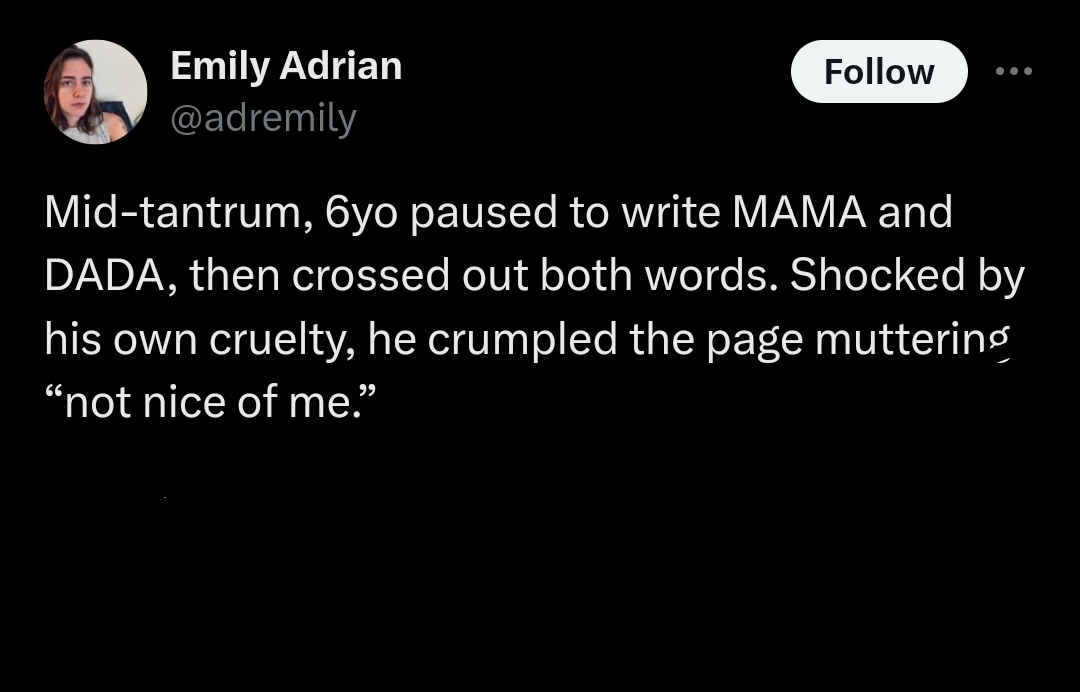 Emily Adrian
@adremily
Follow
Mid-tantrum, 6yo paused to write MAMA and
DADA, then crossed out both words. Shocked by
his own cruelty, he crumpled the page muttering
“not nice of me.”